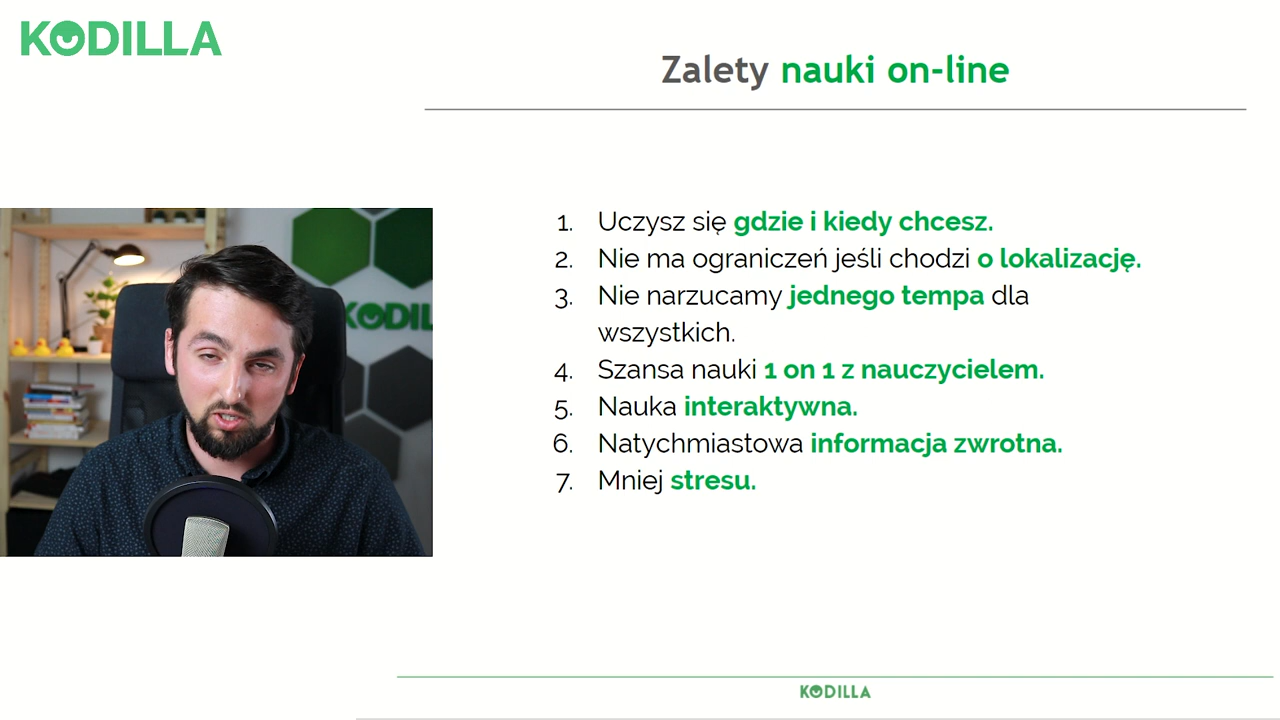 KODILLA
Zalety nauki on-line
1. Uczysz się gdzie i kiedy chcesz.
2. Nie ma ograniczeń jeśli chodzi o lokalizację.
3. Nie narzucamy jednego tempa dla
wszystkich.
4. Szansa nauki 1 on 1 z nauczycielem.
5. Nauka interaktywna.
6. Natychmiastowa informacja zwrotna.
7. Mniej stresu.
KODILL
KODILLA